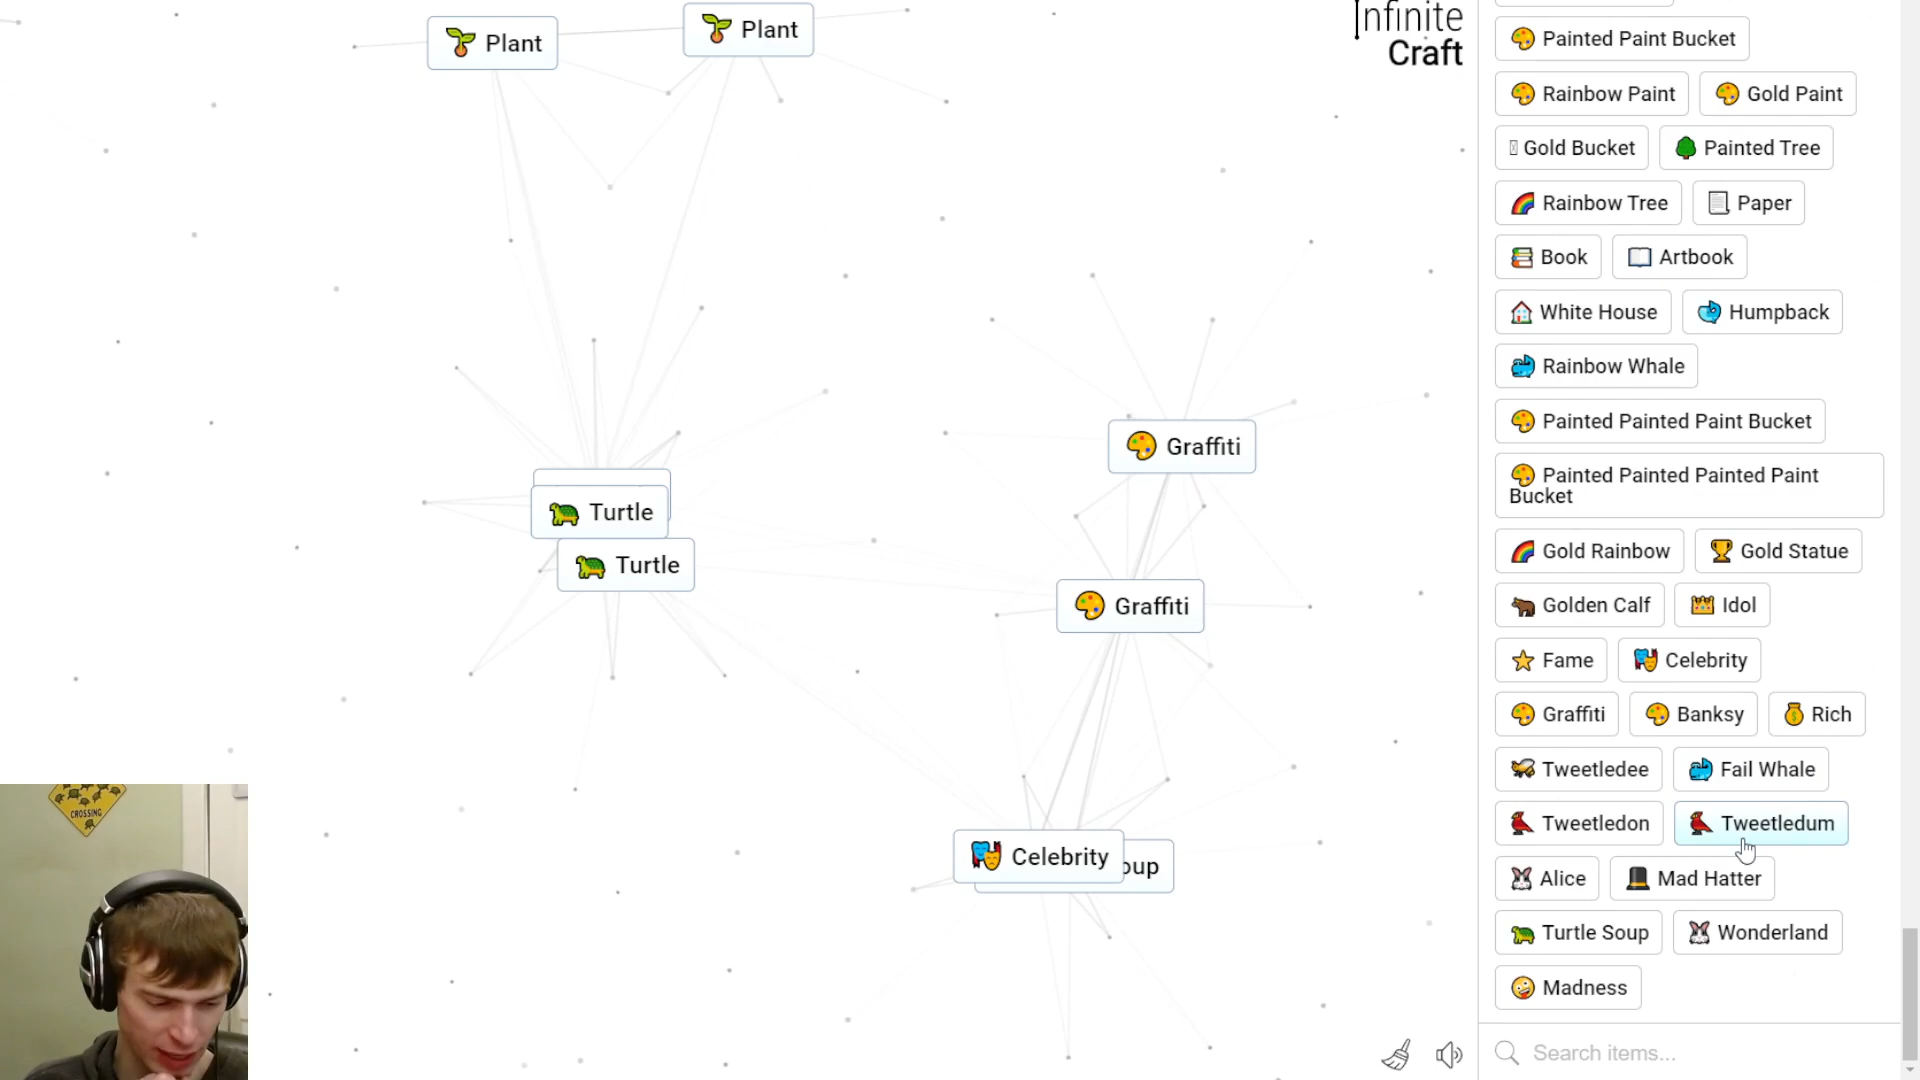 Plant
Plant
Infinite
Craft
Turtle
Turtle
Graffiti
Graffiti
Celebrity
oup
Painted Paint Bucket
Rainbow Paint
Gold Paint
Gold Bucket
Painted Tree
Rainbow Tree
Paper
Book
Artbook
White House
Humpback
Rainbow Whale
Painted Painted Paint Bucket
Painted Painted Painted Paint
Bucket
Gold Rainbow
Gold Statue
Golden Calf
Idol
Fame
Celebrity
Graffiti
Banksy
Rich
Tweetledee
Fail Whale
Tweetledon
Tweetledum
Alice
Mad Hatter
Turtle Soup
Wonderland
Madness
Search items...
CROSSING